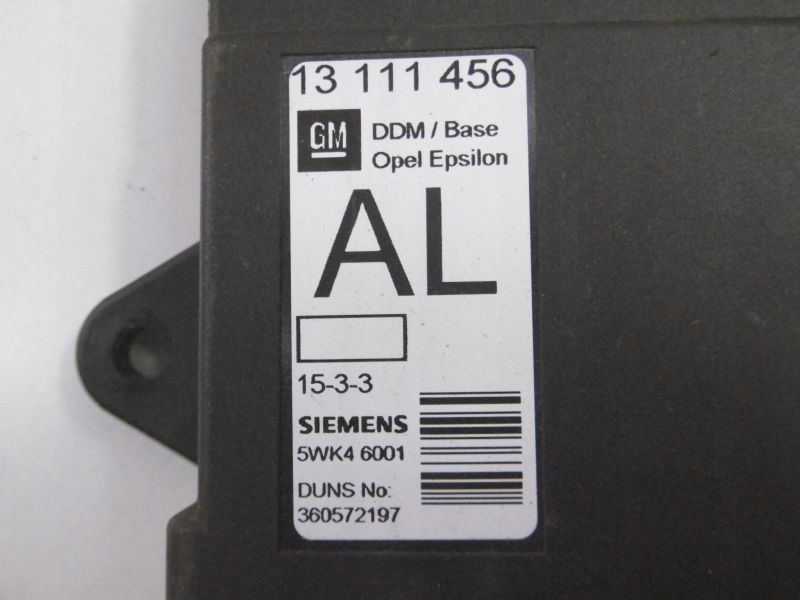 13 111 456
GM
DDM / Base
Opel Epsilon
AL
15-3-3
SIEMENS
5WK4 6001
DUNS No:
360572197